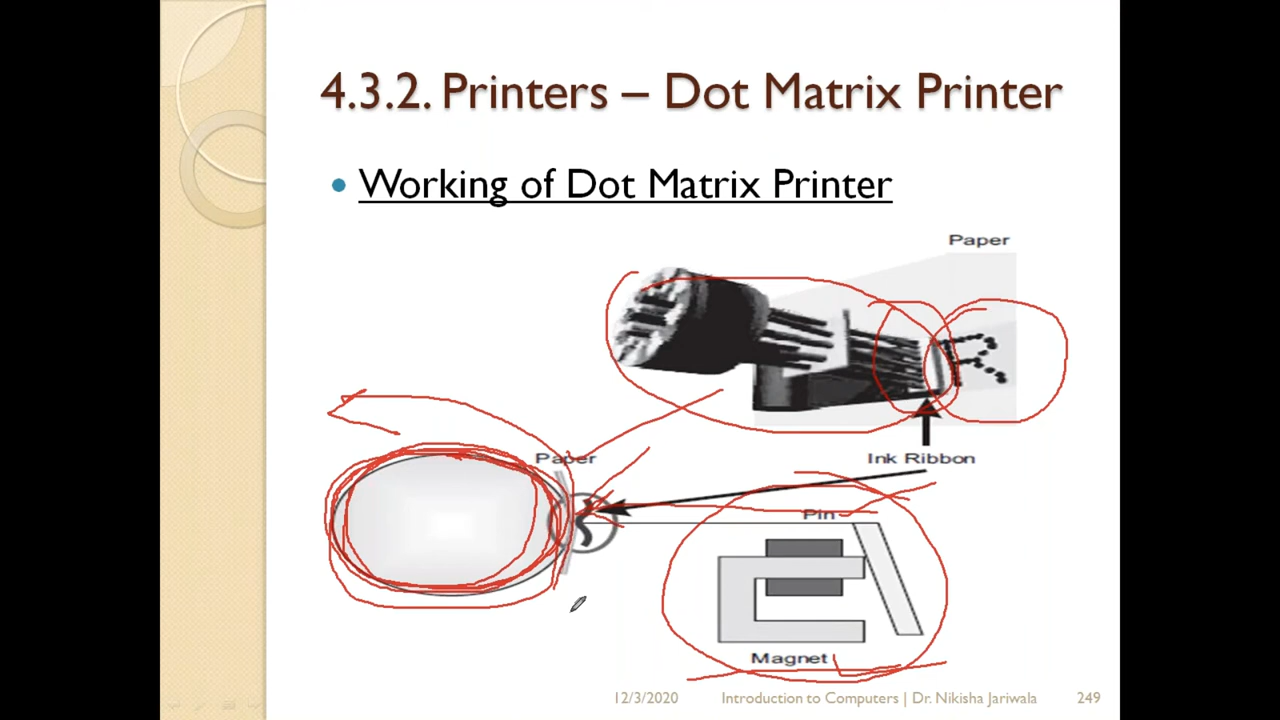 4.3.2. Printers – Dot Matrix Printer
• Working of Dot Matrix Printer
Paper
Ink Ribbon
Paper
Pin
Magnet
12/3/2020 Introduction to Computers | Dr. Nikisha Jariwala 249